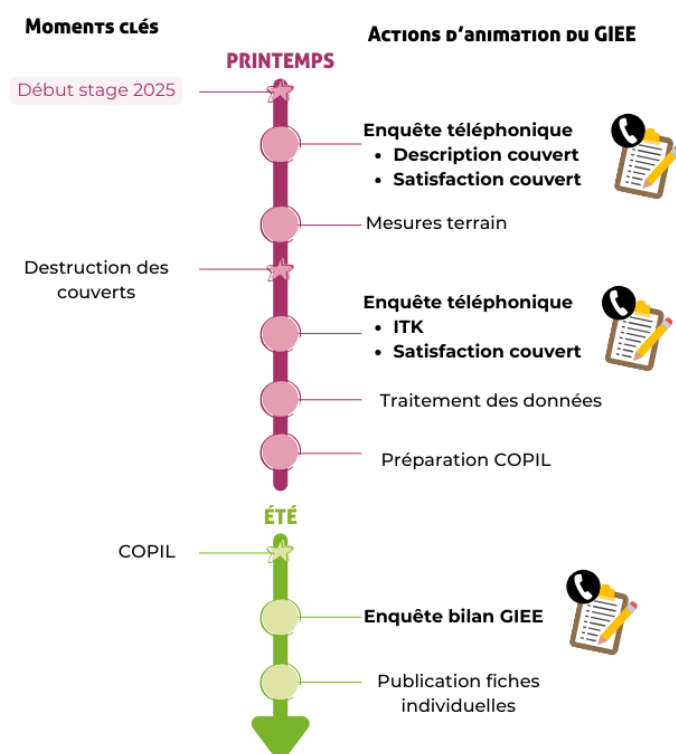 Moments clés
Actions d'animation du GIEE
PRINTEMPS
Début stage 2025
Enquête téléphonique
• Description couvert
• Satisfaction couvert
Mesures terrain
Destruction des
couverts
Enquête téléphonique
• ITK
• Satisfaction couvert
Traitement des données
Préparation COPIL
ÉTÉ
COPIL
Enquête bilan GIEE
Publication fiches
individuelles